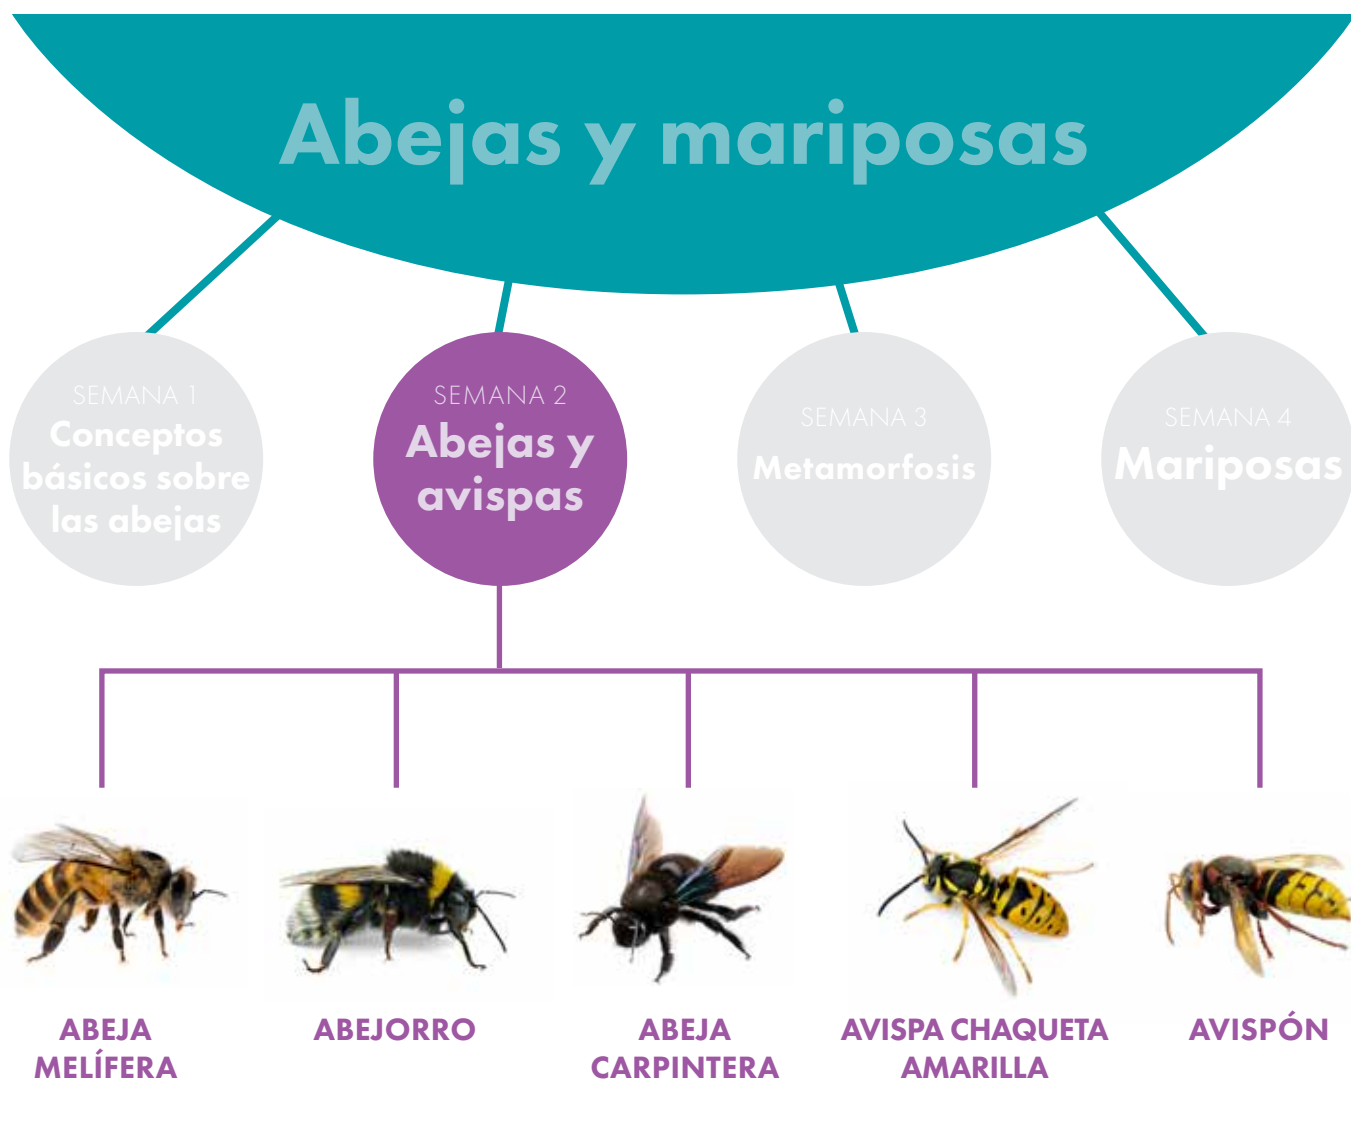 Abejas y mariposas
SEMANA 1
Conceptos
básicos sobre
las abejas
SEMANA 2
Abejas y
avispas
SEMANA 3
Metamorfosis
SEMANA 4
Mariposas
ABEJA
MELÍFERA
ABEJORRO
ABEJA
CARPINTERA
AVISPA CHAQUETA
AMARILLA
AVISPÓN